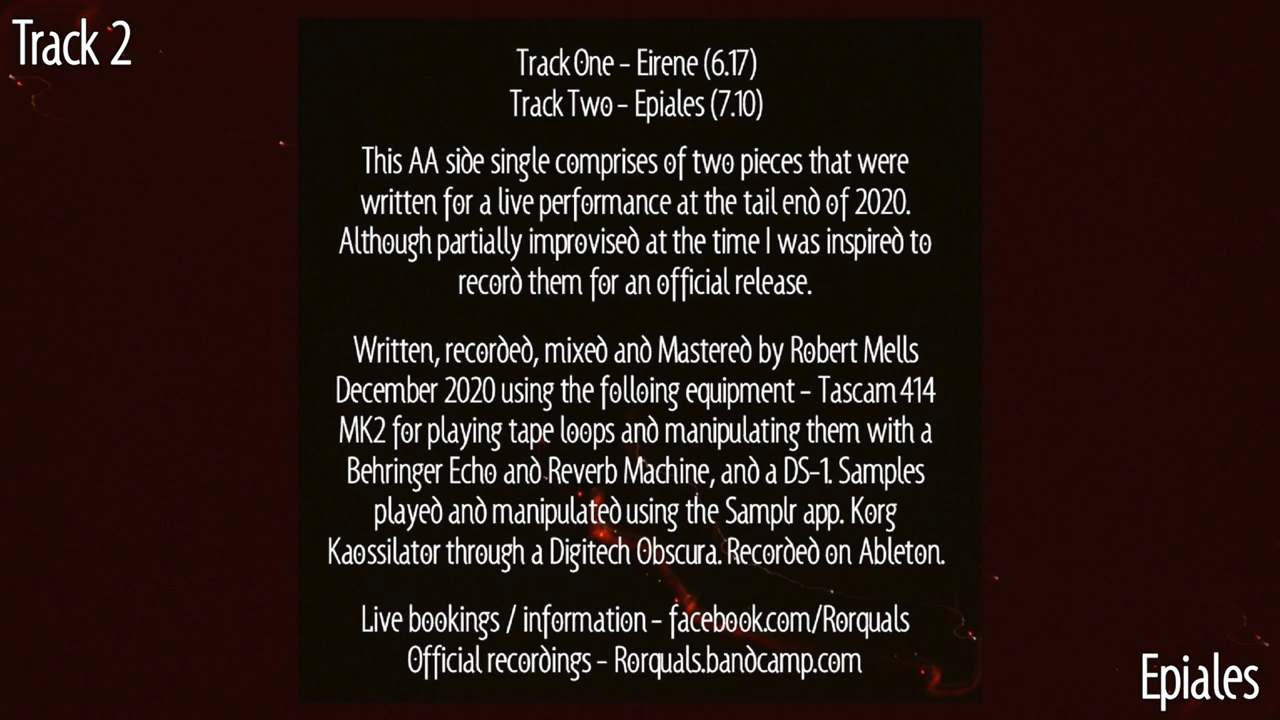 Track 2
Track One - Eirene (6.17)
Track Two - Epiales (7.10)
This AA side single comprises of two pieces that were
written for a live performance at the tail end of 2020.
Although partially improvised at the time I was inspired to
record them for an official release.
Written, recorded, mixed and Mastered by Robert Mells
December 2020 using the folloing equipment - Tascam 414
MK2 for playing tape loops and manipulating them with a
Behringer Echo and Reverb Machine, and a DS-1. Samples
played and manipulated using the Samplr app. Korg
Kaossilator through a Digitech Obscura. Recorded on Ableton.
Live bookings / information - facebook.com/Rorquals
Official recordings - Rorquals.bandcamp.com
Epiales